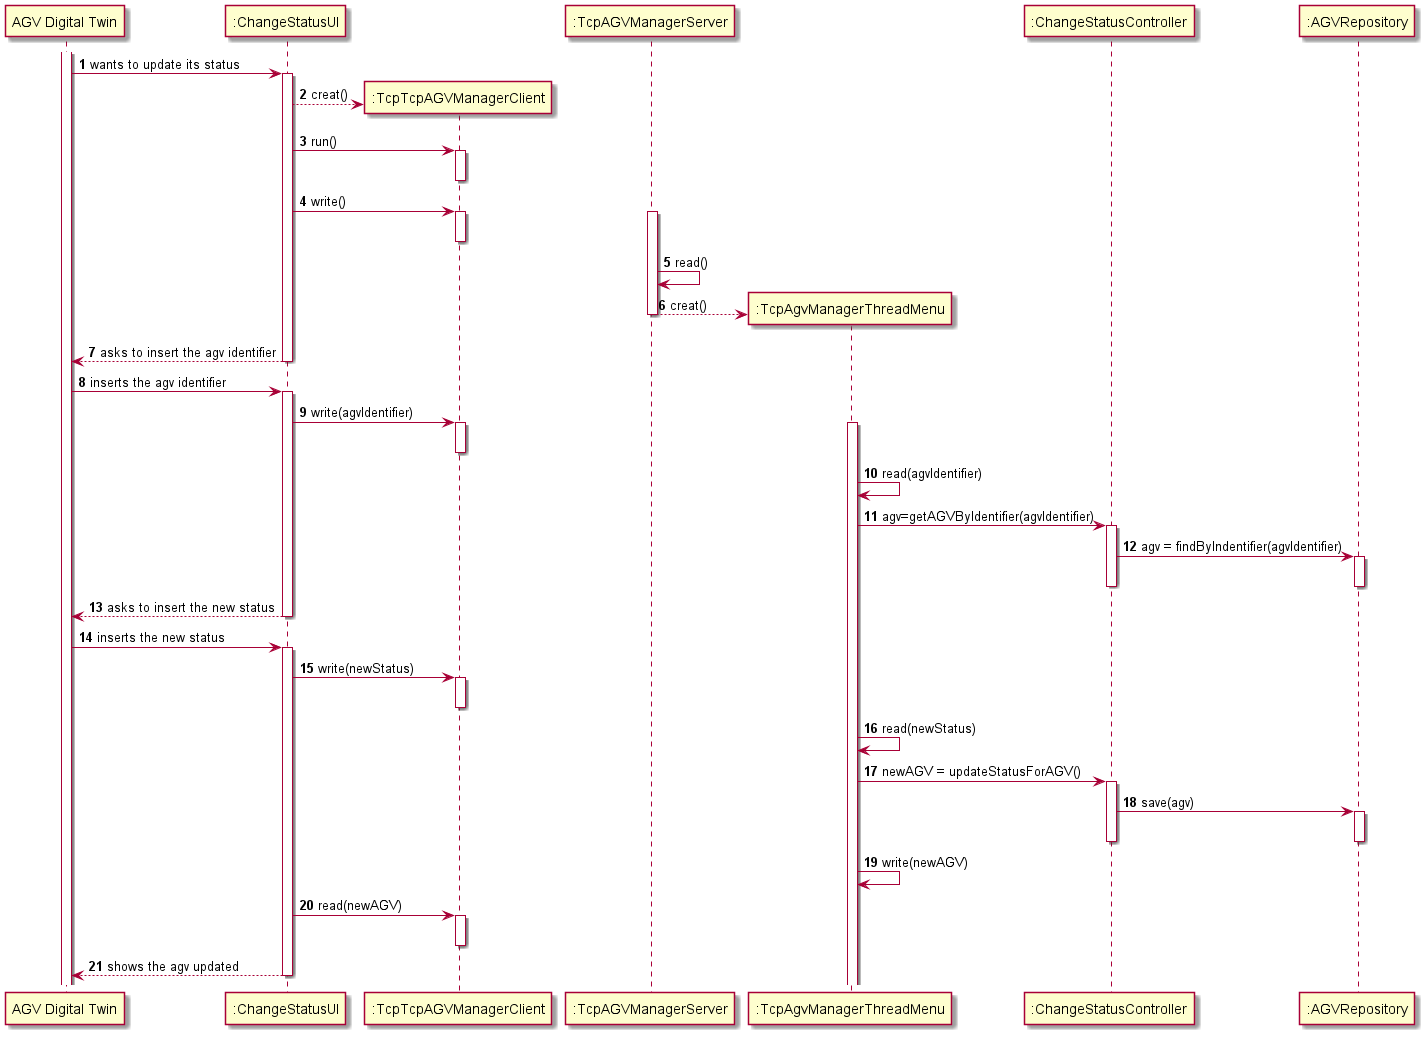 AGV Digital Twin
:ChangeStatusUI
:TcpAGVManagerServer
:ChangeStatusController
:AGVRepository
1 wants to update its status
2 creat()
:TcpTcpAGVManagerClient
3 run()
4 write()
5 read()
6 creat()
:TcpAgvManagerThreadMenu
7 asks to insert the agv identifier
8 inserts the agv identifier
9 write(agvIdentifier)
10 read(agvIdentifier)
11 agv=getAGVByIdentifier(agvIdentifier)
12 agv = findByIndentifier(agvIdentifier)
13 asks to insert the new status
14 inserts the new status
15 write(newStatus)
16 read(newStatus)
17 newAGV = updateStatusForAGV()
18 save(agv)
19 write(newAGV)
20 read(newAGV)
21 shows the agv updated
AGV Digital Twin
:ChangeStatusUI
:TcpTcpAGVManagerClient
:TcpAGVManagerServer
:TcpAgvManagerThreadMenu
:ChangeStatusController
:AGVRepository